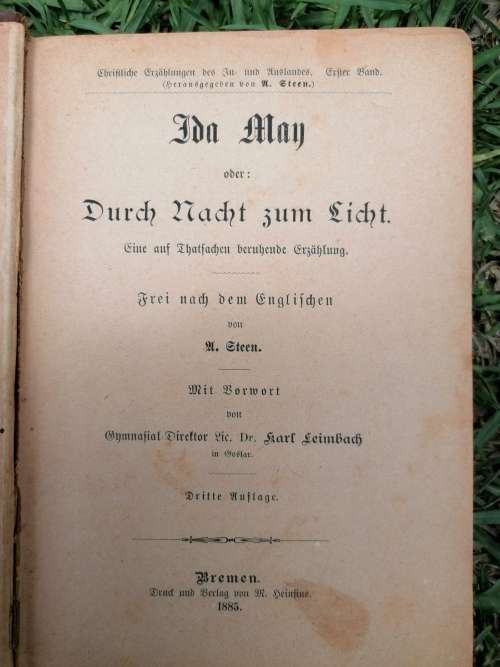 Christliche Erzählungen des In- und Auslandes. Erster Band.
(Herausgegeben von A. Steen.)
Ida May
oder:
Durch Nacht zum Licht.
Eine auf Thatsachen beruhende Erzählung.
Frei nach dem Englischen
von
A. Steen.
Mit Vorwort
von
Gymnasial-Direktor Lic. Dr. Karl Leimbach
in Goslar.
Dritte Auflage.
Bremen.
Druck und Verlag von M. Heinsius.
1885.